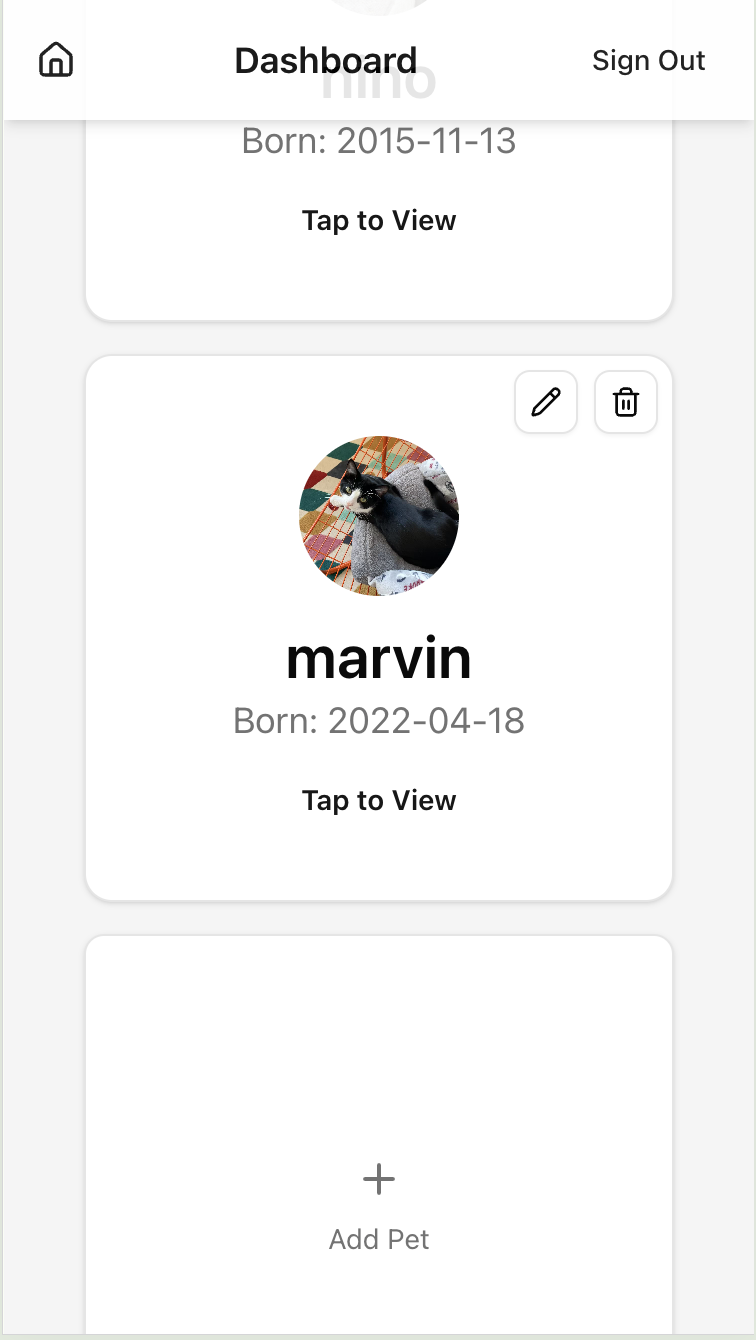 Dashboard
Sign Out
nino
Born: 2015-11-13
Tap to View
marvin
Born: 2022-04-18
Tap to View
Add Pet